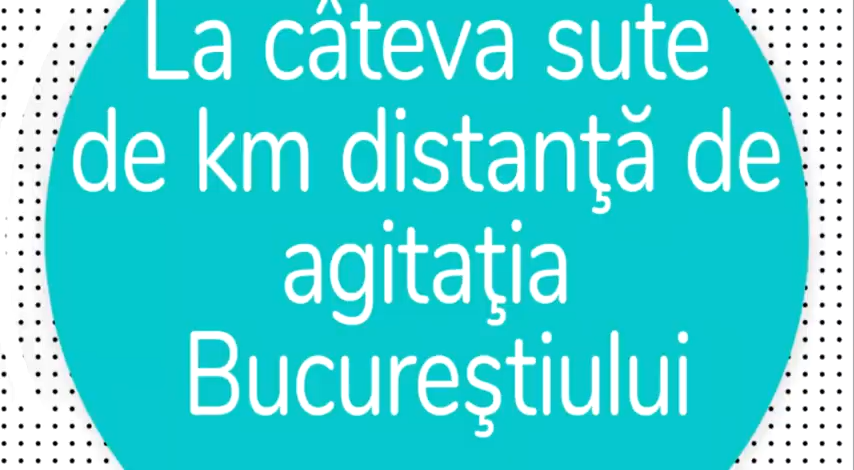 La câteva sute
de km distanţă de
agitaţia
Bucureştiului